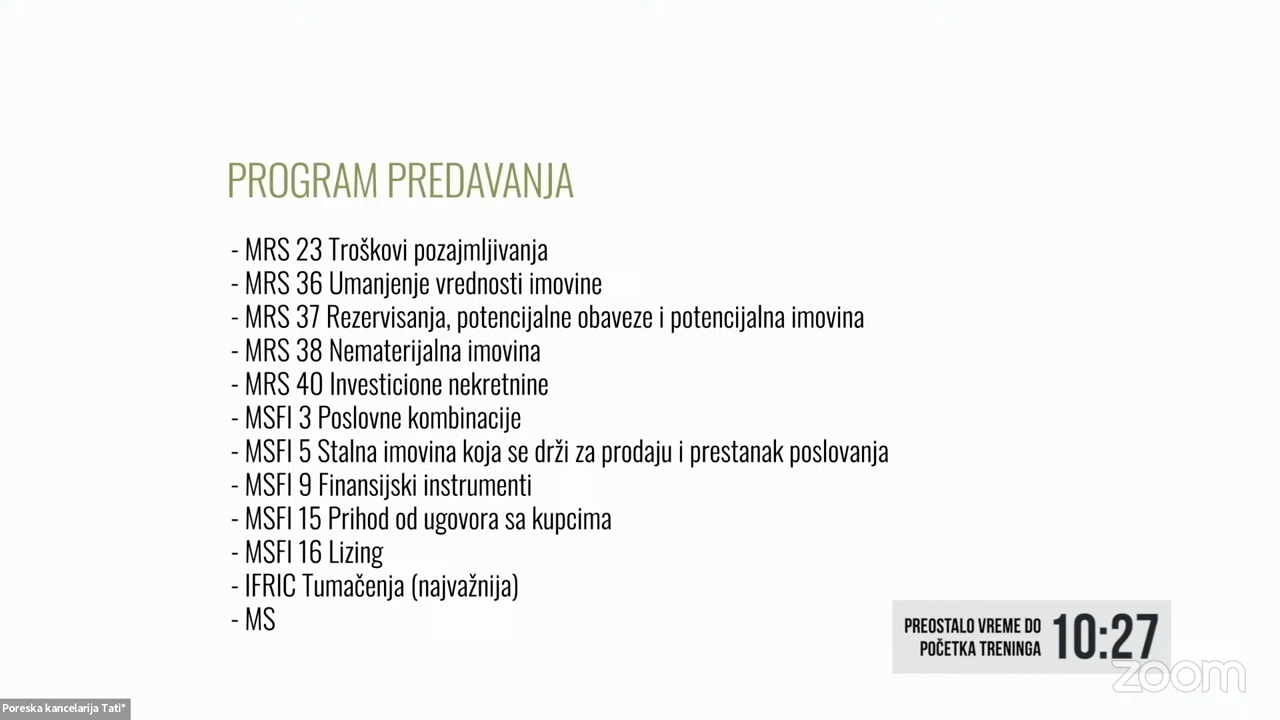 PROGRAM PREDAVANJA
- MRS 23 Troškovi pozajmljivanja
- MRS 36 Umanjenje vrednosti imovine
- MRS 37 Rezervisanja, potencijalne obaveze i potencijalna imovina
- MRS 38 Nematerijalna imovina
- MRS 40 Investicione nekretnine
- MSFI 3 Poslovne kombinacije
- MSFI 5 Stalna imovina koja se drži za prodaju i prestanak poslovanja
- MSFI 9 Finansijski instrumenti
- MSFI 15 Prihod od ugovora sa kupcima
- MSFI 16 Lizing
- IFRIC Tumačenja (najvažnija)
- MS
PREOSTALO VREME DO
POČETKA TRENINGA
10:27
zoom
Poreska kancelarija Tati*